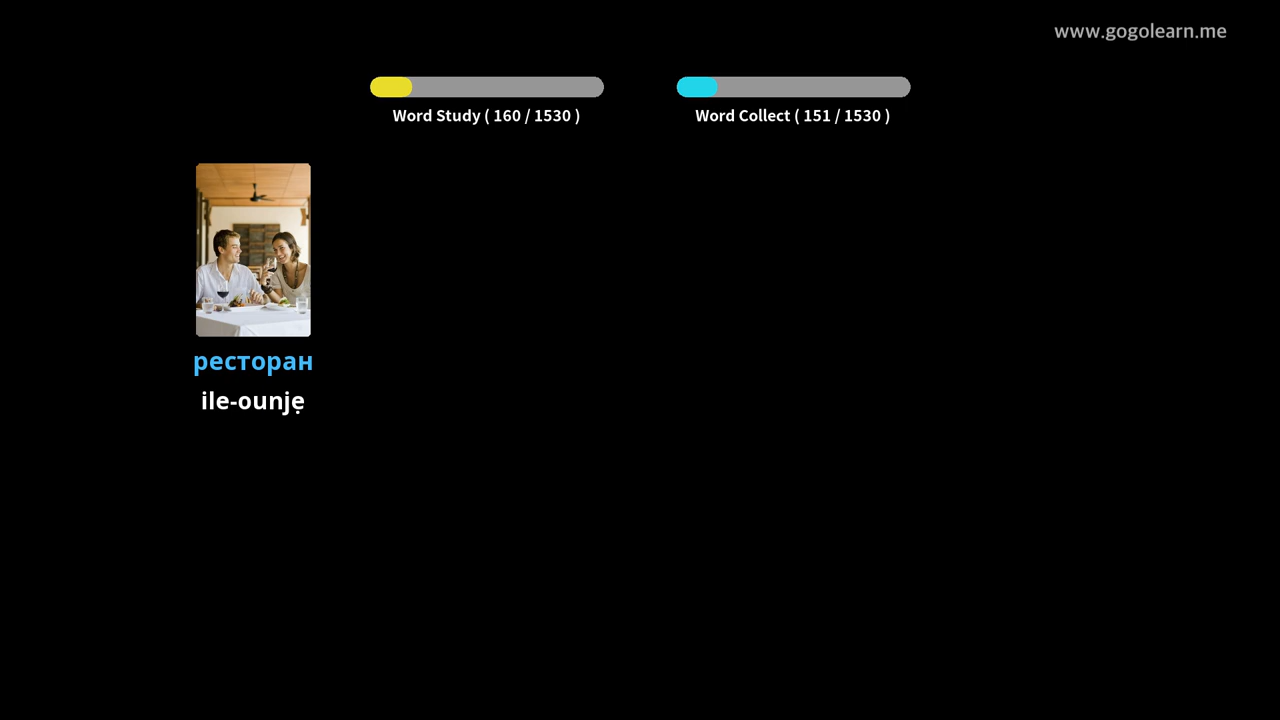 www.gogolearn.me
Word Study ( 160 / 1530 )
Word Collect ( 151 / 1530 )
ресторан
ile-ounjẹ